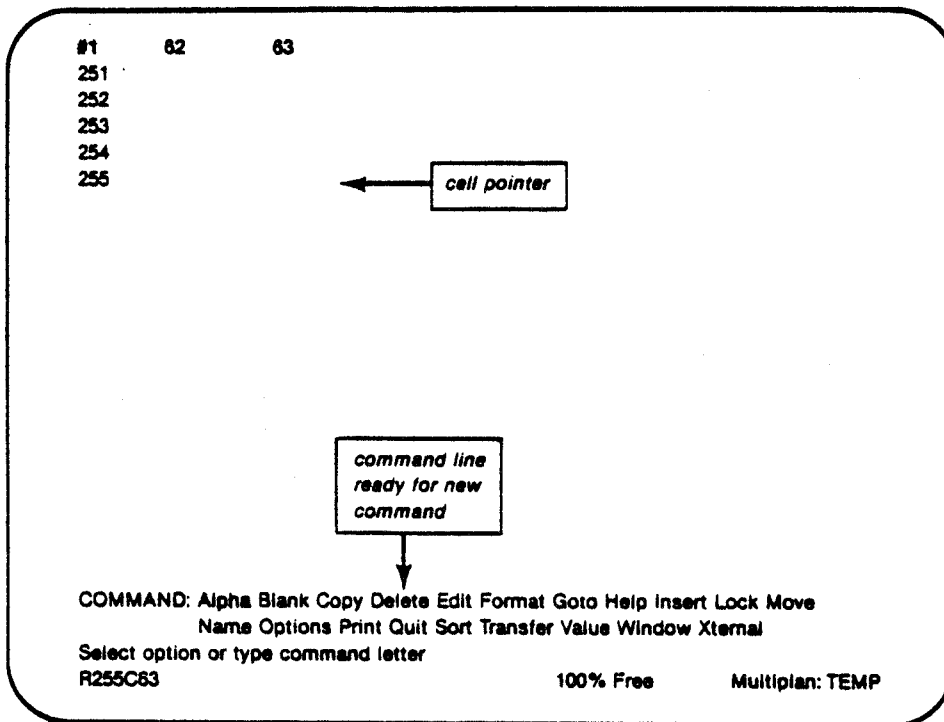 #1 62 63
251
252
253
254
255
cell pointer
command line
ready for new
command
COMMAND: Alpha Blank Copy Delete Edit Format Goto Help Insert Lock Move
Name Options Print Quit Sort Transfer Value Window Xternal
Select option or type command letter
R255C63 100% Free Multiplan: TEMP